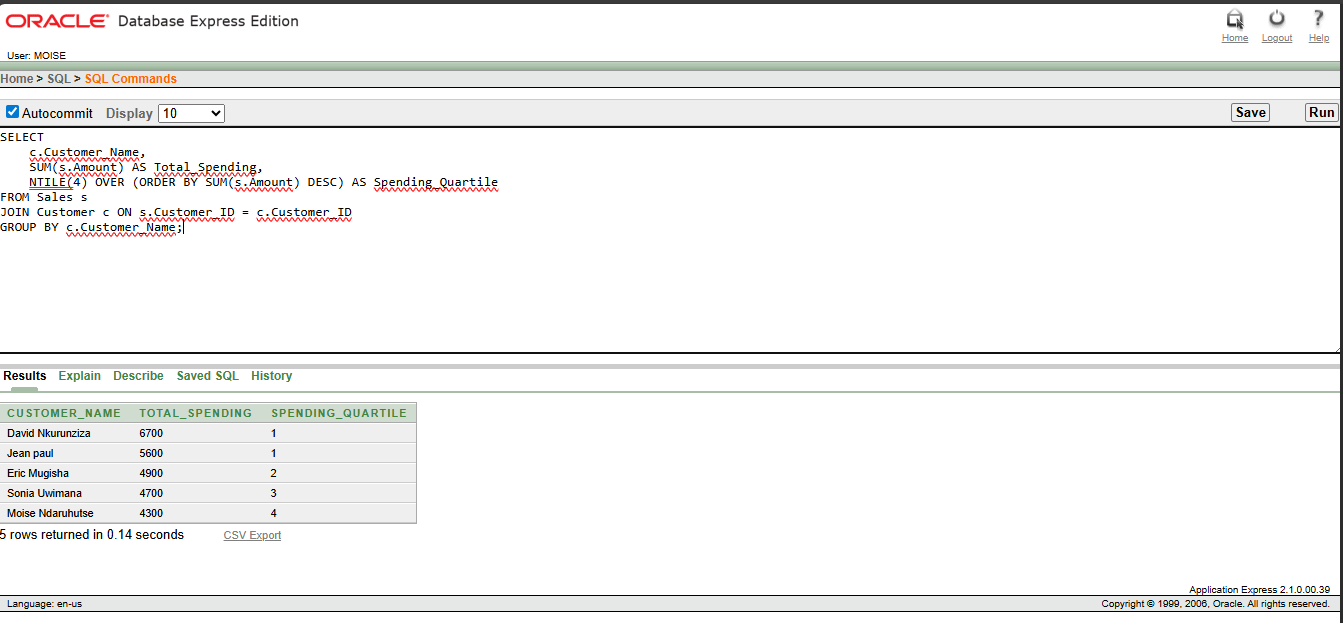 ORACLE® Database Express Edition
Home Logout Help
User: MOISE
Home > SQL > SQL Commands
Autocommit Display 10 Save Run
SELECT
c.Customer_Name,
SUM(s.Amount) AS Total_Spending,
NTILE(4) OVER (ORDER BY SUM(s.Amount) DESC) AS Spending_Quartile
FROM Sales s
JOIN Customer c ON s.Customer_ID = c.Customer_ID
GROUP BY c.Customer_Name;
Results Explain Describe Saved SQL History
CUSTOMER_NAME TOTAL_SPENDING SPENDING_QUARTILE
David Nkurunziza 6700 1
Jean paul 5600 1
Eric Mugisha 4900 2
Sonia Uwimana 4700 3
Moise Ndaruhutse 4300 4
5 rows returned in 0.14 seconds CSV Export
Application Express 2.1.0.00.39
Language: en-us Copyright © 1999, 2006, Oracle. All rights reserved.